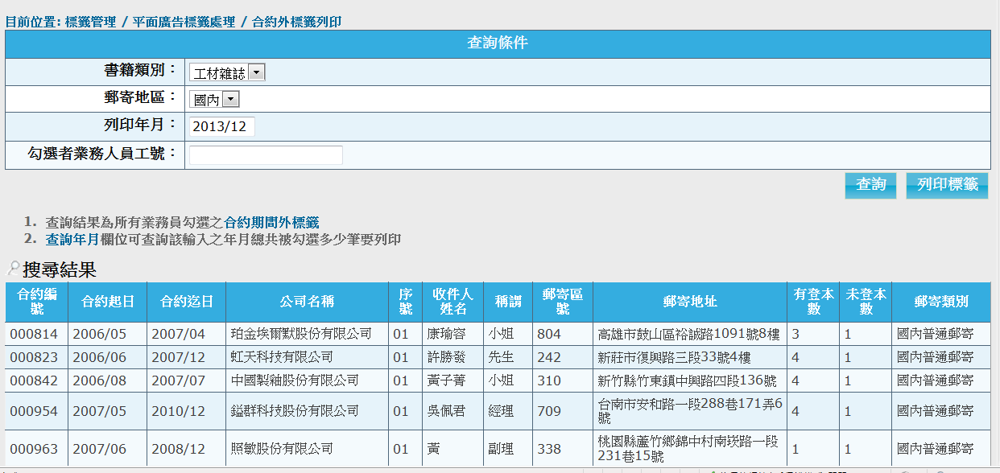 目前位置: 標籤管理 / 平面廣告標籤處理 / 合約外標籤列印
查詢條件
書籍類別： 工材雜誌
郵寄地區： 國內
列印年月： 2013/12
勾選者業務人員工號：
查詢 列印標籤
1. 查詢結果為所有業務員勾選之合約期間外標籤
2. 查詢年月欄位可查詢該輸入之年月總共被勾選多少筆要列印
搜尋結果
合約編號 合約起日 合約迄日 公司名稱 序號 收件人姓名 稱謂 郵寄區號 郵寄地址 有登本數 未登本數 郵寄類別
000814 2006/05 2007/04 珀金埃爾默股份有限公司 01 康瑜容 小姐 804 高雄市鼓山區裕誠路1091號8樓 3 1 國內普通郵寄
000823 2006/06 2007/12 虹天科技有限公司 01 許勝發 先生 242 新莊市復興路三段33號4樓 4 1 國內普通郵寄
000842 2006/08 2007/07 中國製釉股份有限公司 01 黃子菁 小姐 310 新竹縣竹東鎮中興路四段136號 4 1 國內普通郵寄
000954 2007/05 2010/12 鎰群科技股份有限公司 01 吳佩君 經理 709 台南市安和路一段288巷171弄6號 4 1 國內普通郵寄
000963 2007/06 2008/12 照敏股份有限公司 01 黃 副理 338 桃園縣蘆竹鄉錦中村南崁路一段231巷15號 1 1 國內普通郵寄